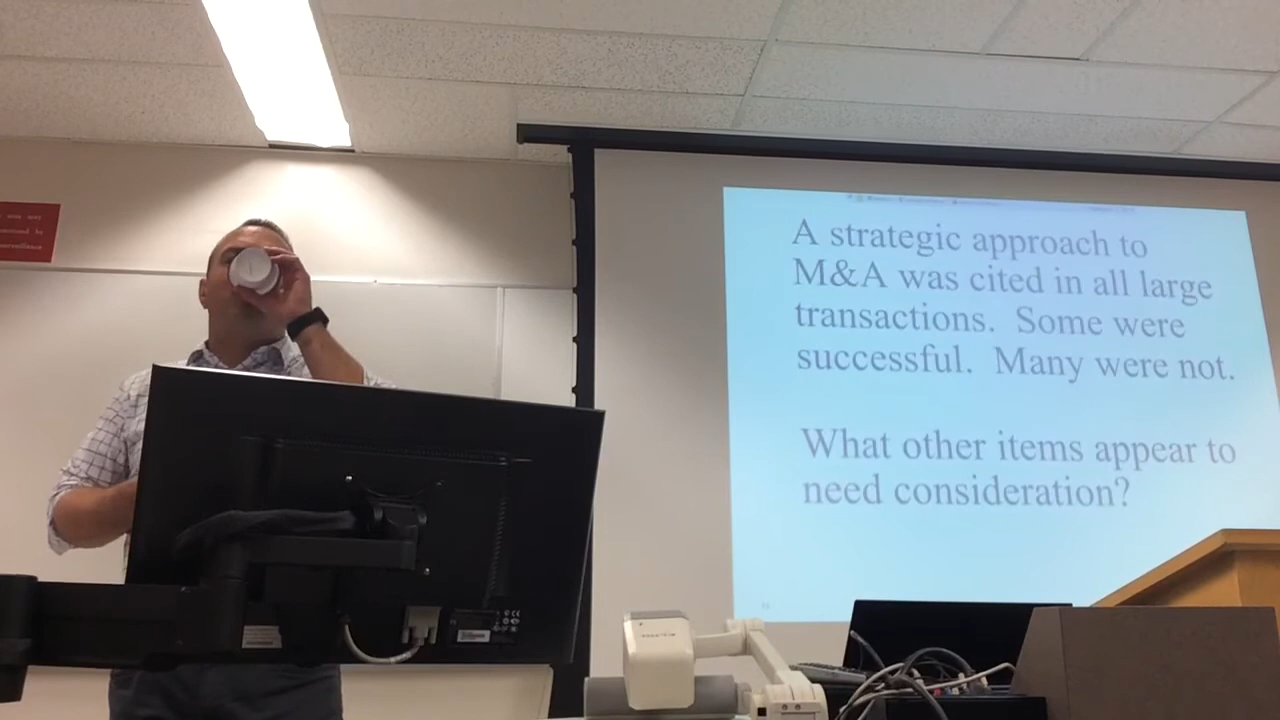 A strategic approach to
M&A was cited in all large
transactions. Some were
successful. Many were not.
What other items appear to
need consideration?